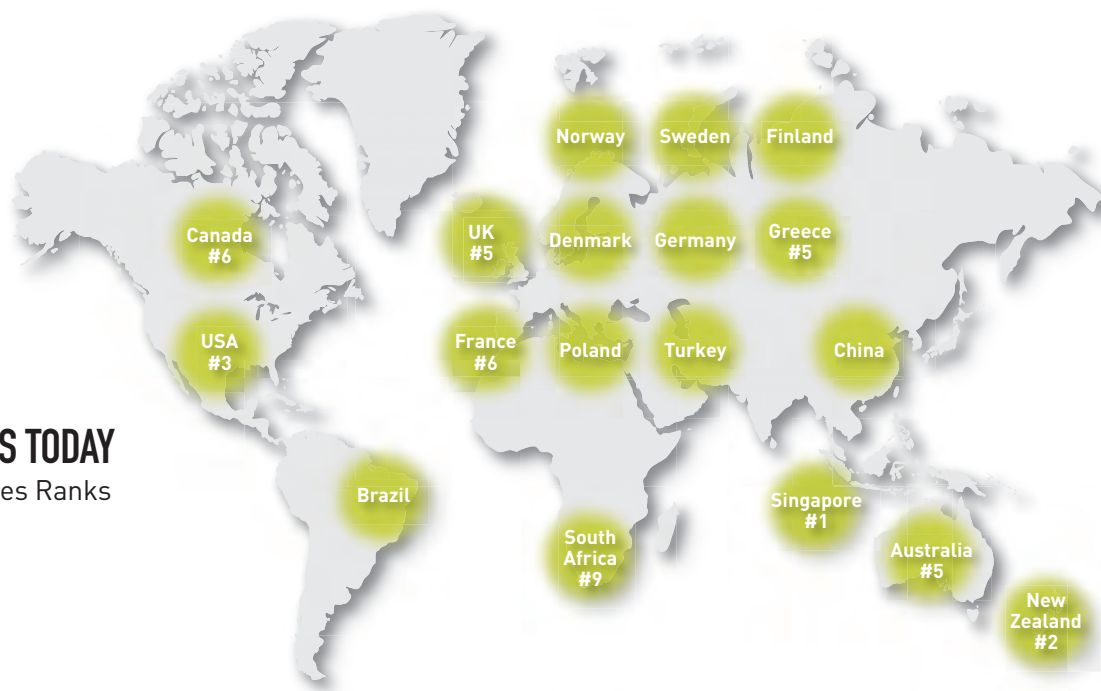 Norway
Sweden
Finland
Canada
#6
UK
#5
Denmark
Germany
Greece
#5
USA
#3
France
#6
Poland
Turkey
China
S TODAY
es Ranks
Brazil
Singapore
#1
South
Africa
#9
Australia
#5
New
Zealand
#2